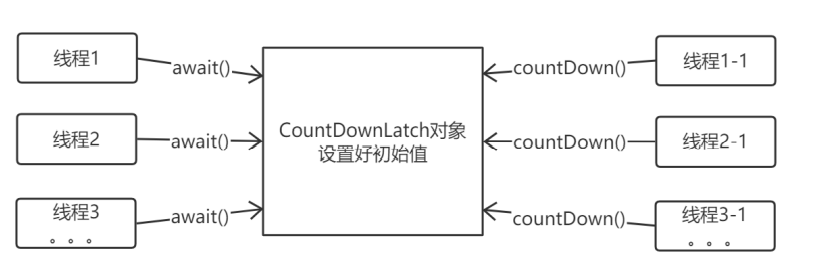 线程1
await()
countDown()
线程1-1
CountDownLatch对象
设置好初始值
线程2
await()
countDown()
线程2-1
线程3
。。。
await()
countDown()
线程3-1
。。。